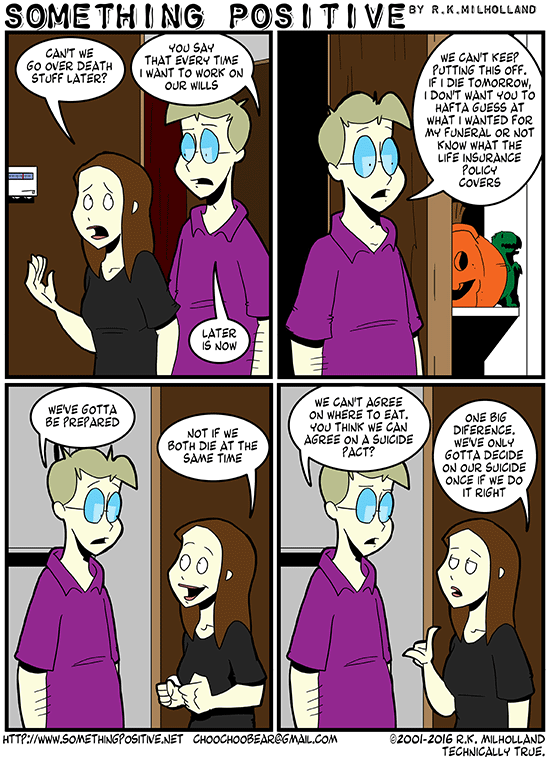 SOMETHING POSITIVE BY R.K.MILHOLLAND
CAN'T WE
GO OVER DEATH
STUFF LATER?
YOU SAY
THAT EVERY TIME
I WANT TO WORK ON
OUR WILLS
LATER
IS NOW
WE CAN'T KEEP
PUTTING THIS OFF.
IF I DIE TOMORROW,
I DON'T WANT YOU TO
HAFTA GUESS AT
WHAT I WANTED FOR
MY FUNERAL OR NOT
KNOW WHAT THE
LIFE INSURANCE
POLICY
COVERS
WE'VE GOTTA
BE PREPARED
NOT IF WE
BOTH DIE AT THE
SAME TIME
WE CAN'T AGREE
ON WHERE TO EAT.
YOU THINK WE CAN
AGREE ON A SUICIDE
PACT?
ONE BIG
DIFERENCE.
WE'VE ONLY
GOTTA DECIDE
ON OUR SUICIDE
ONCE IF WE DO
IT RIGHT
HTTP://WWW.SOMETHINGPOSITIVE.NET CHOOCHOOBEAR@GMAIL.COM ©2001-2016 R.K. MILHOLLAND
TECHNICALLY TRUE.